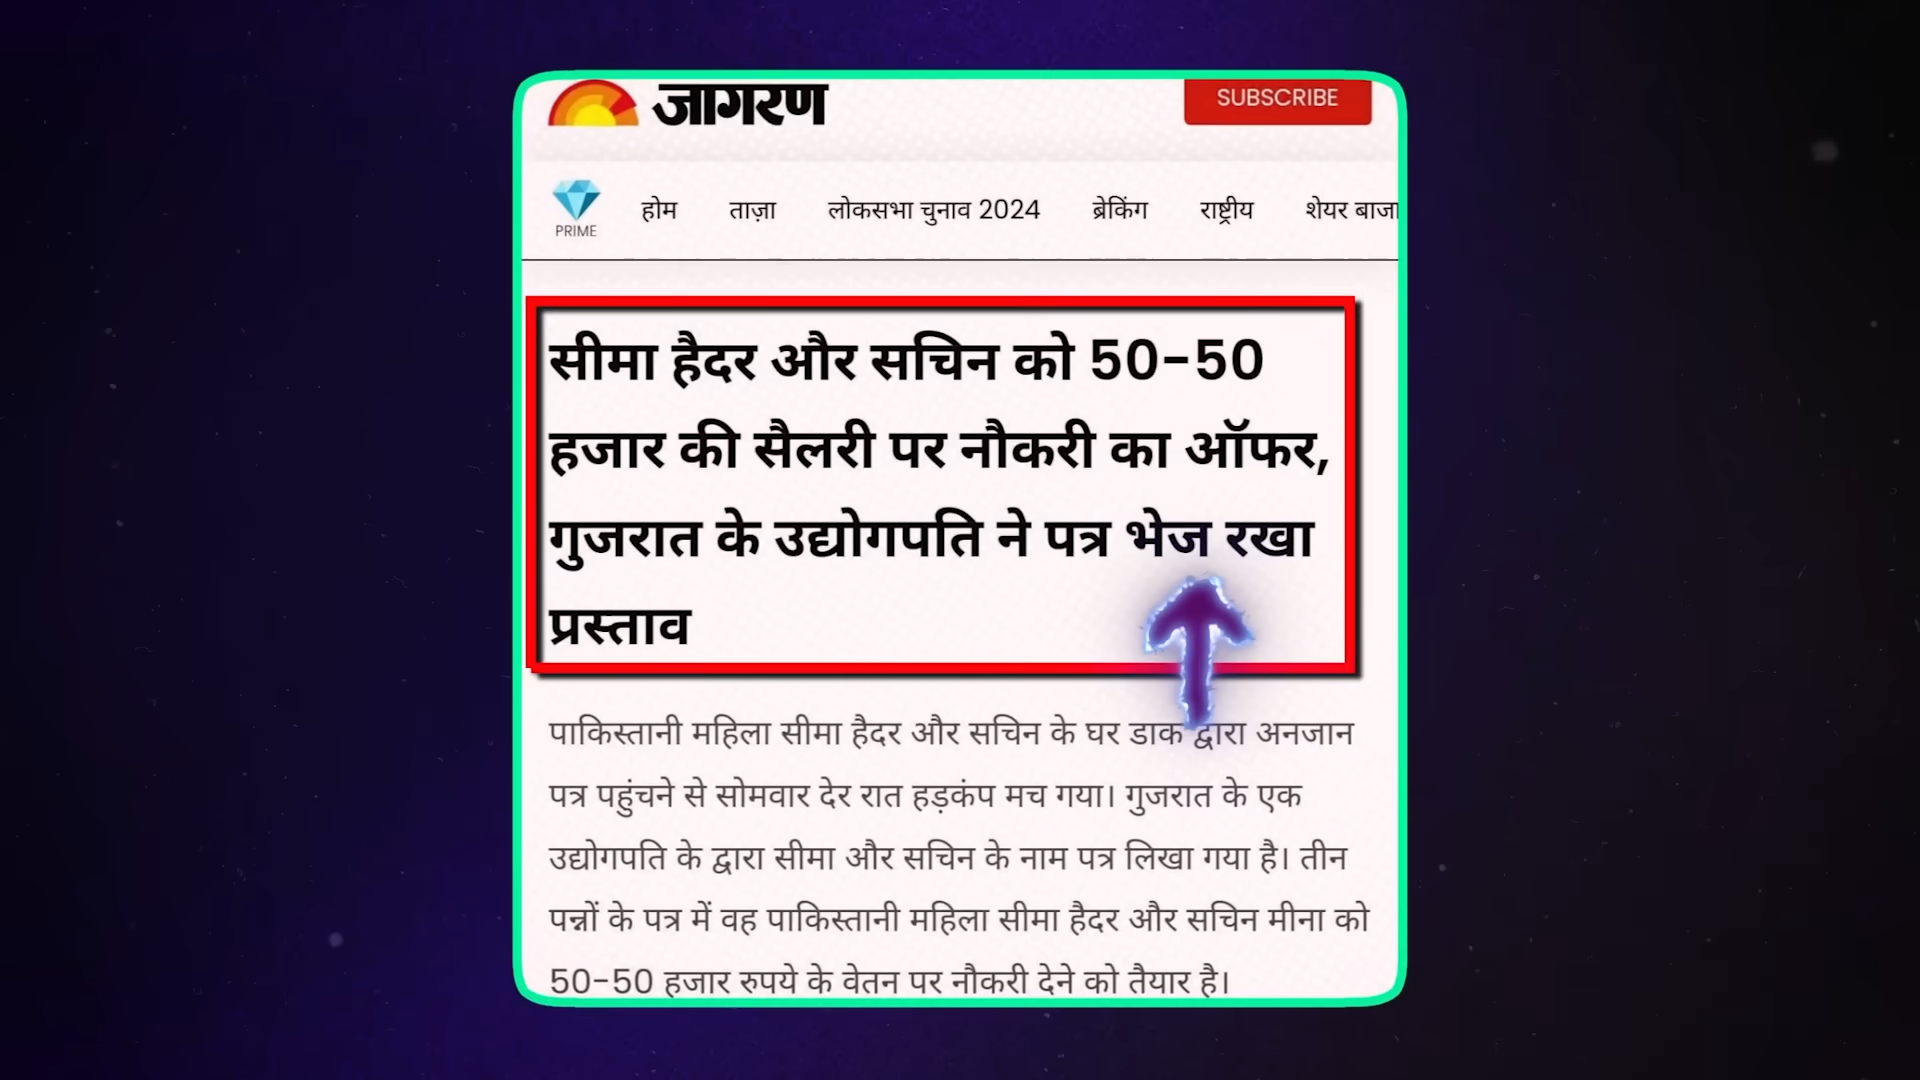 जागरण
SUBSCRIBE
PRIME
होम ताज़ा लोकसभा चुनाव 2024 ब्रेकिंग राष्ट्रीय शेयर बाजा
सीमा हैदर और सचिन को 50-50
हजार की सैलरी पर नौकरी का ऑफर,
गुजरात के उद्योगपति ने पत्र भेज रखा
प्रस्ताव
पाकिस्तानी महिला सीमा हैदर और सचिन के घर डाक द्वारा अनजान
पत्र पहुंचने से सोमवार देर रात हड़कंप मच गया। गुजरात के एक
उद्योगपति के द्वारा सीमा और सचिन के नाम पत्र लिखा गया है। तीन
पन्नों के पत्र में वह पाकिस्तानी महिला सीमा हैदर और सचिन मीना को
50-50 हजार रुपये के वेतन पर नौकरी देने को तैयार है।